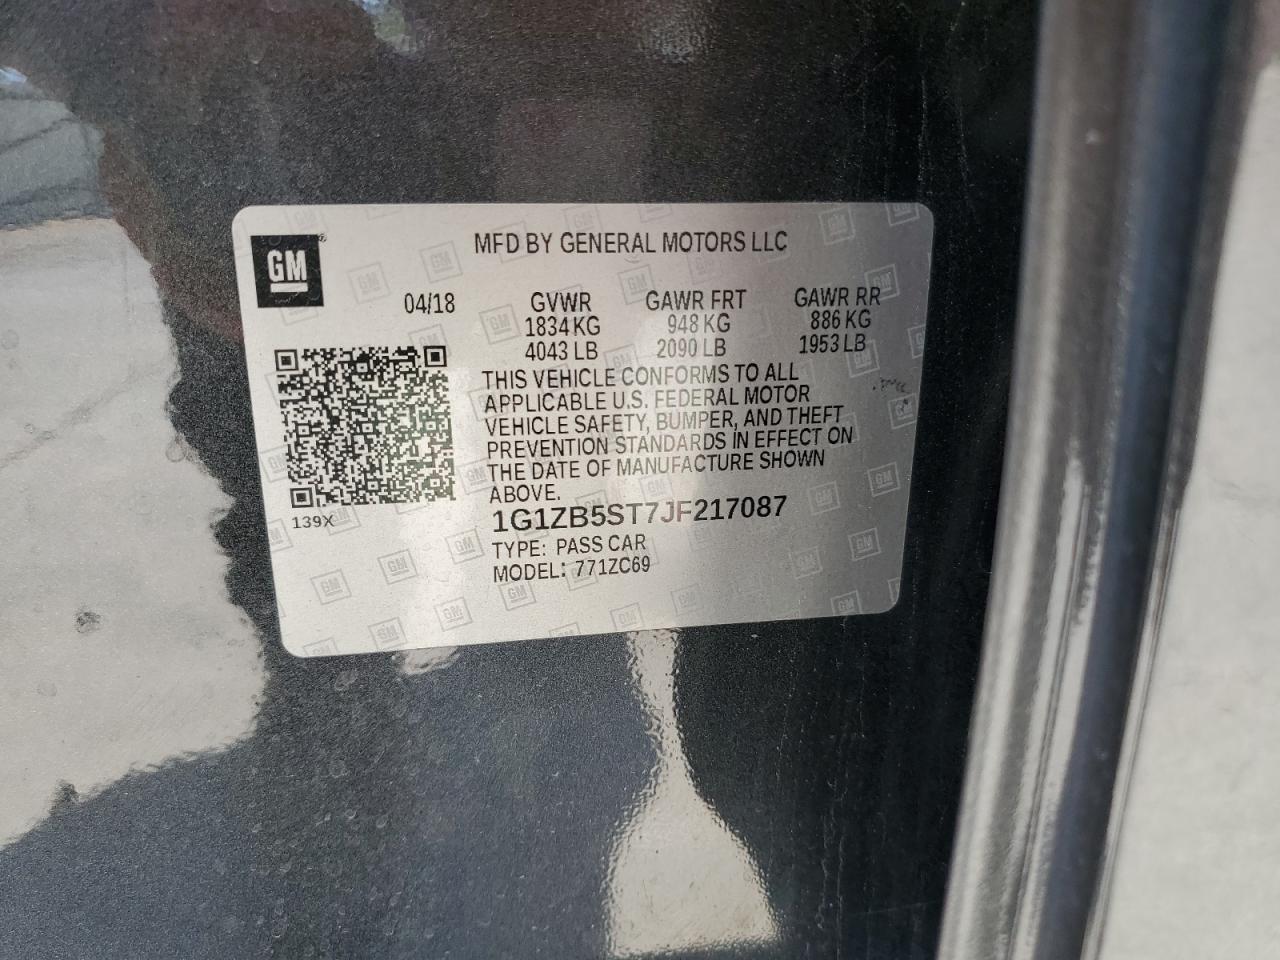 GM
MFD BY GENERAL MOTORS LLC
04/18 GVWR GAWR FRT GAWR RR
1834 KG 948 KG 886 KG
4043 LB 2090 LB 1953 LB
THIS VEHICLE CONFORMS TO ALL
APPLICABLE U.S. FEDERAL MOTOR
VEHICLE SAFETY, BUMPER, AND THEFT
PREVENTION STANDARDS IN EFFECT ON
THE DATE OF MANUFACTURE SHOWN
ABOVE.
139X
1G1ZB5ST7JF217087
TYPE: PASS CAR
MODEL: 771ZC69